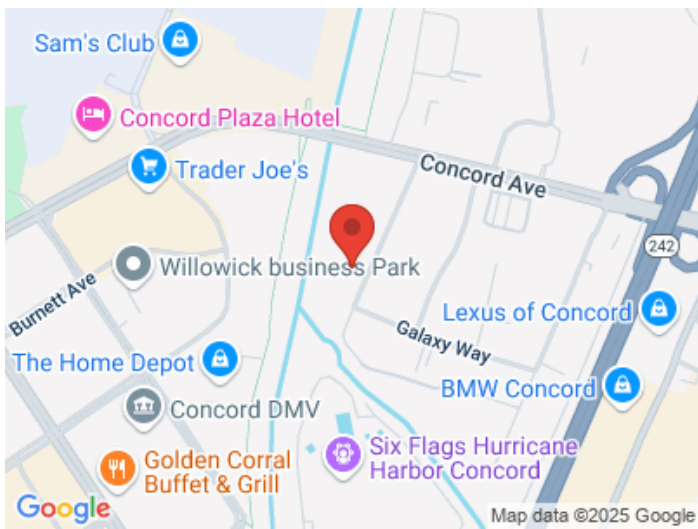 Sam's Club
Concord Plaza Hotel
Trader Joe's
Concord Ave
242
Willowick business Park
Burnett Ave
Lexus of Concord
Galaxy Way
The Home Depot
BMW Concord
Concord DMV
Six Flags Hurricane
Harbor Concord
Golden Corral
Buffet & Grill
Google
Map data ©2025 Google